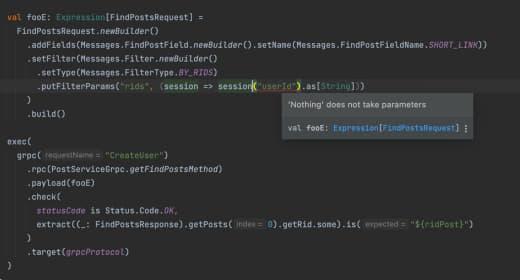 val fooE: Expression[FindPostsRequest] =
FindPostsRequest.newBuilder()
.addFields(Messages.FindPostField.newBuilder().setName(Messages.FindPostFieldName.SHORT_LINK))
.setFilter(Messages.Filter.newBuilder()
.setType(Messages.FilterType.BY_RIDS)
.putFilterParams("rids", (session => session("userId").as[String]))
)
.build()
'Nothing' does not take parameters
val fooE: Expression[FindPostsRequest]
exec(
grpc( requestName = "CreateUser")
.rpc(PostServiceGrpc.getFindPostsMethod)
.payload(fooE)
.check(
statusCode is Status.Code.OK,
extract((_: FindPostsResponse).getPosts( index = 0).getRid.some).is( expected = "${ridPost}")
)
.target(grpcProtocol)
)